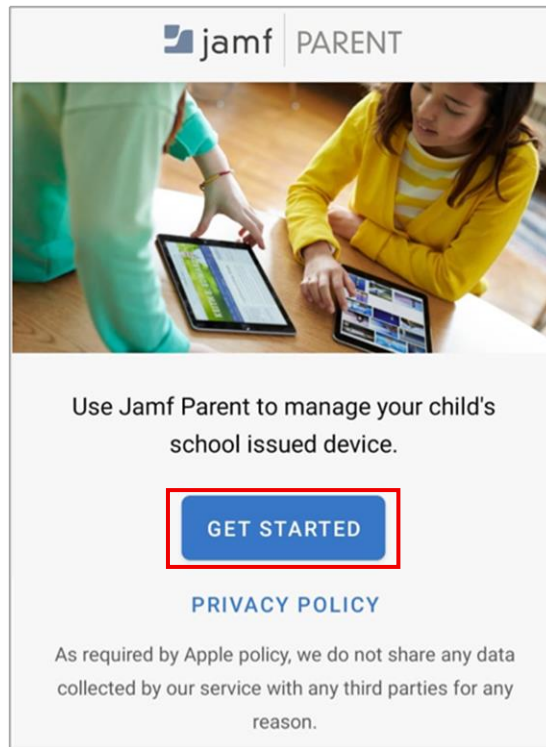 jamf PARENT
Use Jamf Parent to manage your child's
school issued device.
GET STARTED
PRIVACY POLICY
As required by Apple policy, we do not share any data
collected by our service with any third parties for any
reason.